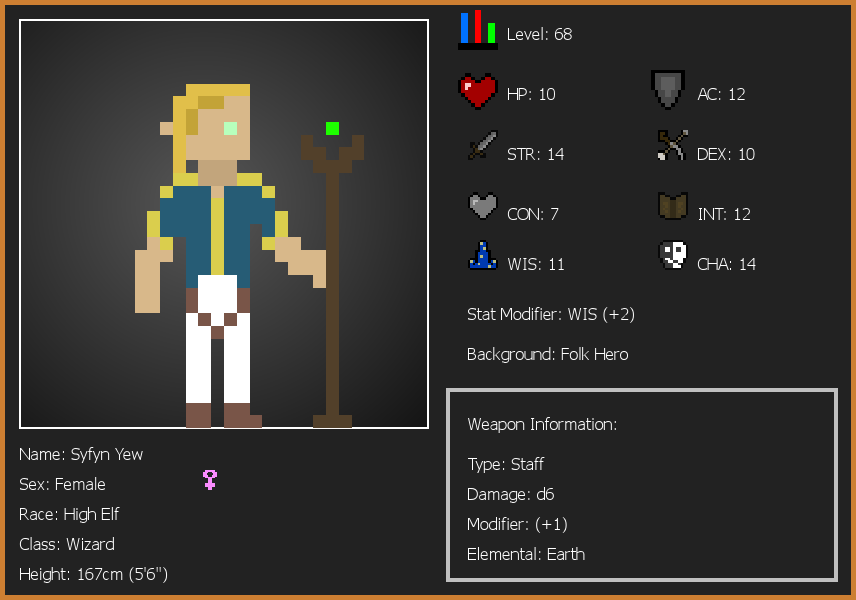 Level: 68
HP: 10
AC: 12
STR: 14
DEX: 10
CON: 7
INT: 12
WIS: 11
CHA: 14
Stat Modifier: WIS (+2)
Background: Folk Hero
Weapon Information:
Type: Staff
Damage: d6
Modifier: (+1)
Elemental: Earth
Name: Syfyn Yew
Sex: Female
Race: High Elf
Class: Wizard
Height: 167cm (5'6")